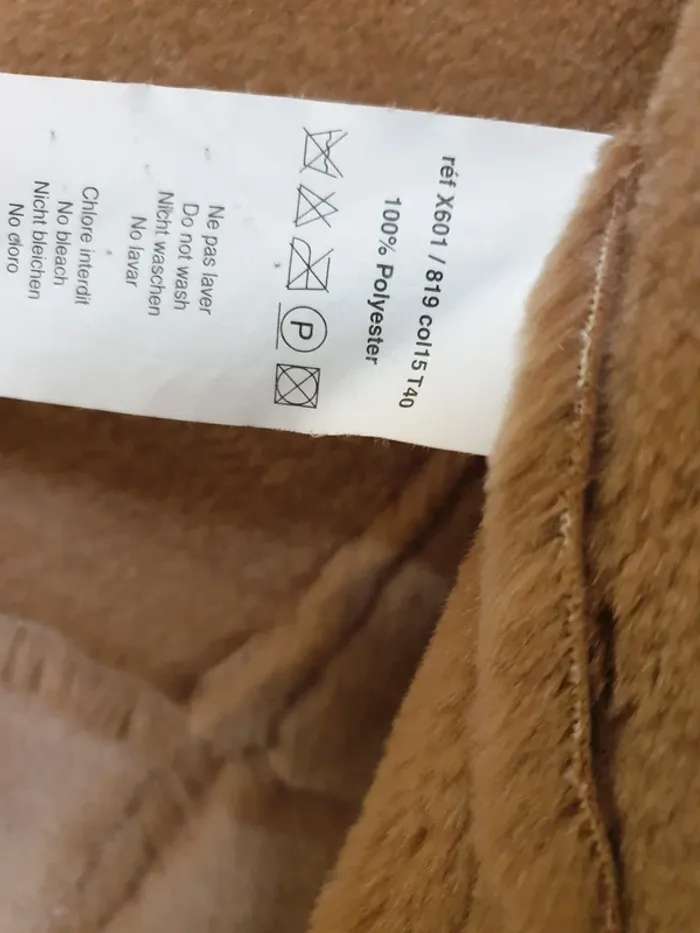 réf X601 / 819 col15 T40
100% Polyester
P
Ne pas laver
Do not wash
Nicht waschen
No lavar
Chlore interdit
No bleach
Nicht bleichen
No cloro